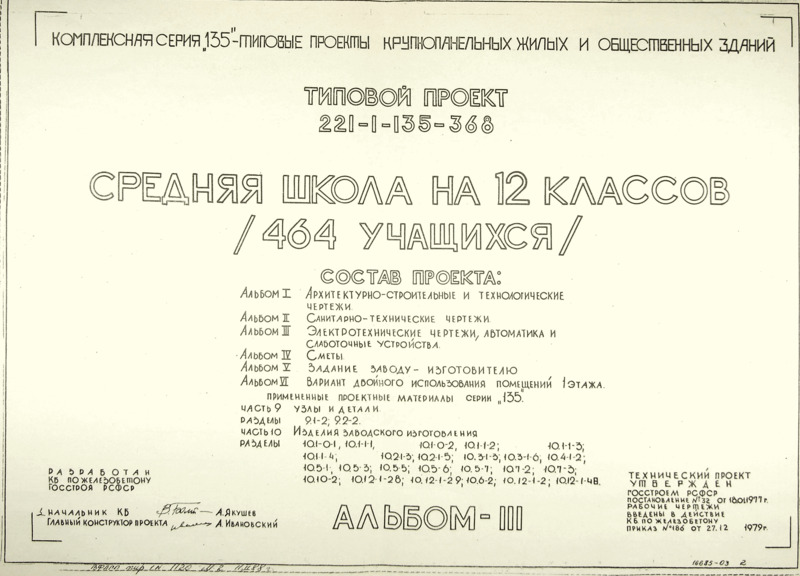 КОМПЛЕКСНАЯ СЕРИЯ „135"-ТИПОВЫЕ ПРОЕКТЫ КРУПНОПАНЕЛЬНЫХ ЖИЛЫХ И ОБЩЕСТВЕННЫХ ЗДАНИЙ
ТИПОВОЙ ПРОЕКТ
221-1-135-368
СРЕДНЯЯ ШКОЛА НА 12 КЛАССОВ
/464 УЧАЩИХСЯ/
СОСТАВ ПРОЕКТА:
АЛЬБОМ I АРХИТЕКТУРНО-СТРОИТЕЛЬНЫЕ И ТЕХНОЛОГИЧЕСКИЕ
ЧЕРТЕЖИ.
АЛЬБОМ II САНИТАРНО-ТЕХНИЧЕСКИЕ ЧЕРТЕЖИ.
АЛЬБОМ III ЭЛЕКТРОТЕХНИЧЕСКИЕ ЧЕРТЕЖИ, АВТОМАТИКА И
СЛАБОТОЧНЫЕ УСТРОЙСТВА.
АЛЬБОМ IV СМЕТЫ
АЛЬБОМ V ЗАДАНИЕ ЗАВОДУ-ИЗГОТОВИТЕЛЮ
АЛЬБОМ VI ВАРИАНТ ДВОЙНОГО ИСПОЛЬЗОВАНИЯ ПОМЕЩЕНИЙ 1 ЭТАЖА.
ПРИМЕНЕННЫЕ ПРОЕКТНЫЕ МАТЕРИАЛЫ СЕРИИ „135".
ЧАСТЬ 9 УЗЛЫ И ДЕТАЛИ.
РАЗДЕЛЫ 9.1-2; 9.2-2.
ЧАСТЬ 10 ИЗДЕЛИЯ ЗАВОДСКОГО ИЗГОТОВЛЕНИЯ
РАЗДЕЛЫ 10.1-0-1, 10.1-1-1, 10.1-0-2, 10.1-1-2; 10.1-1-3;
10.1-1-4; 10.2.1-3; 10.2-1-5; 10.3-1-5; 10.3-1-6, 10.4-1-2;
10.5-1; 10.5-3; 10.5-5; 10.5-6; 10.5-7; 10.7-2; 10.7-3;
10.10-2; 10.12-1-2В; 10.12-1-29; 10.6-2; 10.12-1-2; 10.12-1-4В.
РАЗРАБОТАН
КБ ПО ЖЕЛЕЗОБЕТОНУ
ГОССТРОЯ РСФСР
НАЧАЛЬНИК КБ А. ЯКУШЕВ
ГЛАВНЫЙ КОНСТРУКТОР ПРОЕКТА А. ИВАНОВСКИЙ
АЛЬБОМ-III
ТЕХНИЧЕСКИЙ ПРОЕКТ
УТВЕРЖДЕН
ГОССТРОЕМ РСФСР
ПОСТАНОВЛЕНИЕ №32 ОТ 18.01.1977г.
РАБОЧИЕ ЧЕРТЕЖИ
ВВЕДЕНЫ В ДЕЙСТВИЕ
КБ ПО ЖЕЛЕЗОБЕТОНУ
ПРИКАЗ №186 ОТ 27.12 1979г.
16685-03 2